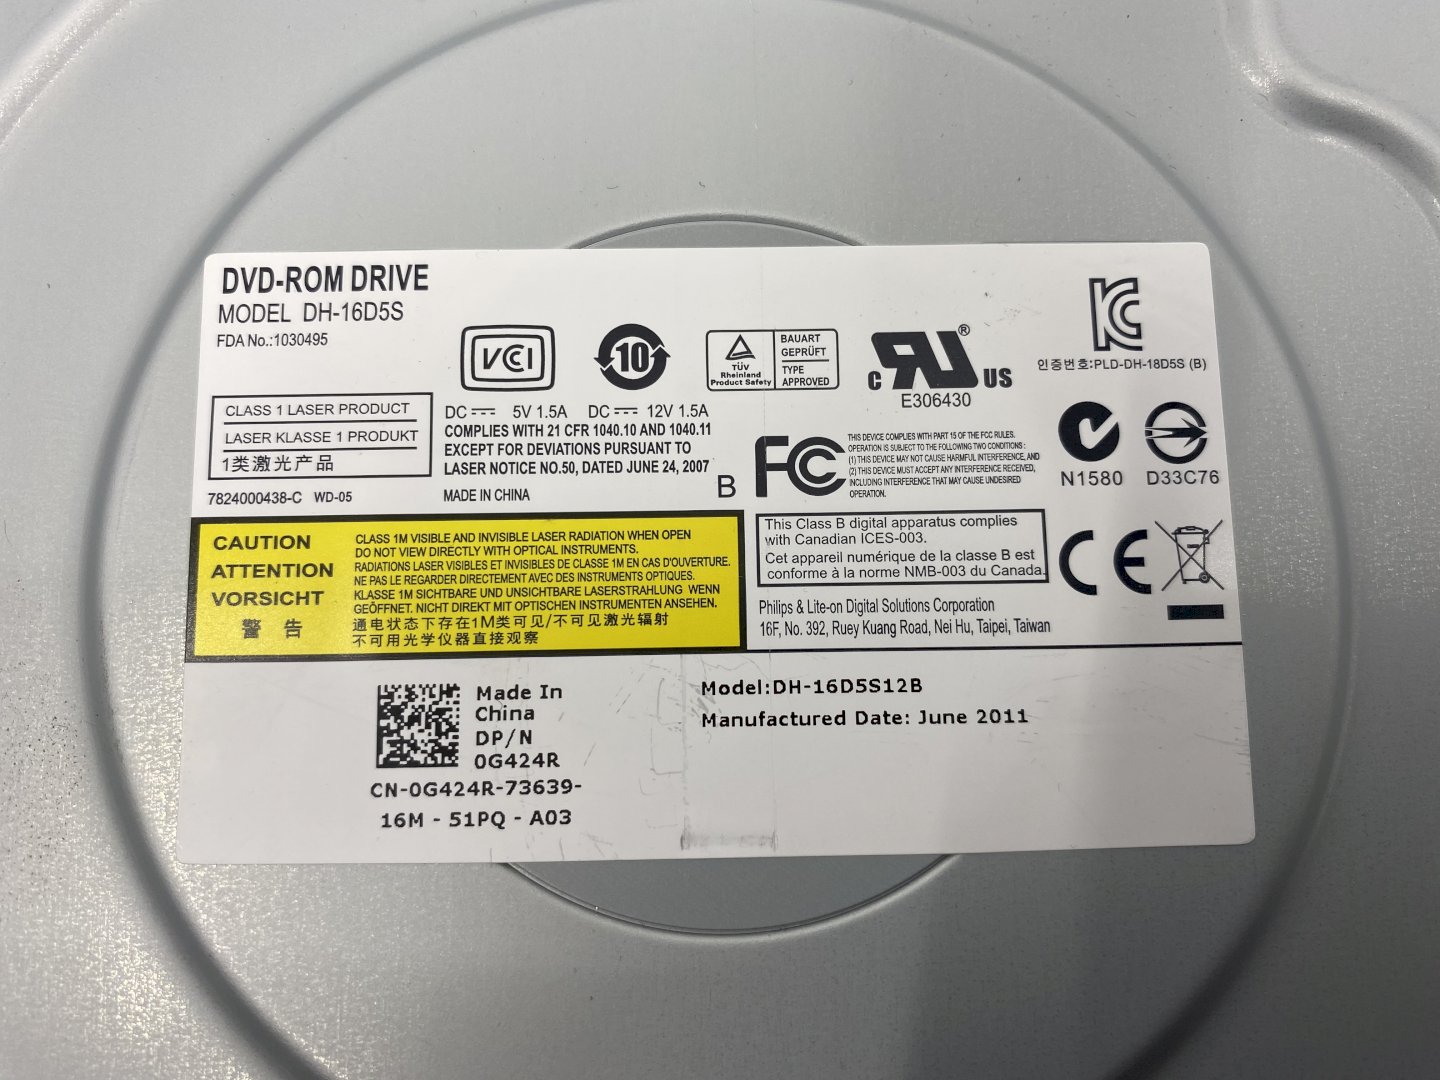 DVD-ROM DRIVE
MODEL DH-16D5S
FDA No.:1030495
VCCI
10
TÜV
Rheinland
Product Safety
BAUART
GEPRÜFT
TYPE
APPROVED
c RU® US
E306430
KC
인증번호:PLD-DH-18D5S (B)
CLASS 1 LASER PRODUCT
LASER KLASSE 1 PRODUKT
1类激光产品
7824000438-C WD-05
DC 5V 1.5A DC 12V 1.5A
COMPLIES WITH 21 CFR 1040.10 AND 1040.11
EXCEPT FOR DEVIATIONS PURSUANT TO
LASER NOTICE NO.50, DATED JUNE 24, 2007
MADE IN CHINA
B
FC
THIS DEVICE COMPLIES WITH PART 15 OF THE FCC RULES.
OPERATION IS SUBJECT TO THE FOLLOWING TWO CONDITIONS :
(1) THIS DEVICE MAY NOT CAUSE HARMFUL INTERFERENCE, AND
(2) THIS DEVICE MUST ACCEPT ANY INTERFERENCE RECEIVED,
INCLUDING INTERFERENCE THAT MAY CAUSE UNDESIRED
OPERATION.
N1580
D33C76
CAUTION
ATTENTION
VORSICHT
警 告
CLASS 1M VISIBLE AND INVISIBLE LASER RADIATION WHEN OPEN
DO NOT VIEW DIRECTLY WITH OPTICAL INSTRUMENTS.
RADIATIONS LASER VISIBLES ET INVISIBLES DE CLASSE 1M EN CAS D'OUVERTURE.
NE PAS LE REGARDER DIRECTEMENT AVEC DES INSTRUMENTS OPTIQUES.
KLASSE 1M SICHTBARE UND UNSICHTBARE LASERSTRAHLUNG WENN
GEÖFFNET. NICHT DIREKT MIT OPTISCHEN INSTRUMENTEN ANSEHEN.
通电状态下存在1M类可见/不可见激光辐射
不可用光学仪器直接观察
This Class B digital apparatus complies
with Canadian ICES-003.
Cet appareil numérique de la classe B est
conforme à la norme NMB-003 du Canada.
CE
Philips & Lite-on Digital Solutions Corporation
16F, No. 392, Ruey Kuang Road, Nei Hu, Taipei, Taiwan
Made In
China
DP/N
0G424R
CN-0G424R-73639-
16M - 51PQ - A03
Model:DH-16D5S12B
Manufactured Date: June 2011